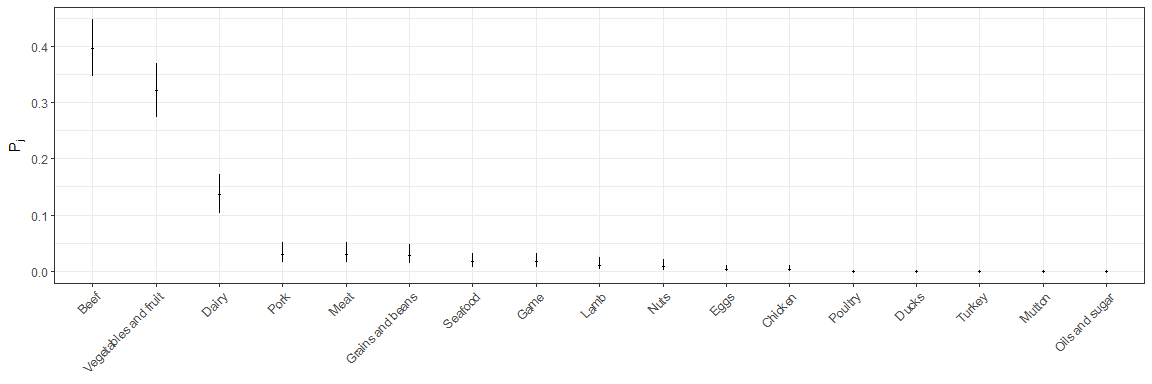 0.4
0.3
0.2
0.1
0.0
Pj
Beef
Vegetables and fruit
Dairy
Pork
Meat
Grains and beans
Seafood
Game
Lamb
Nuts
Eggs
Chicken
Poultry
Ducks
Turkey
Mutton
Oils and sugar